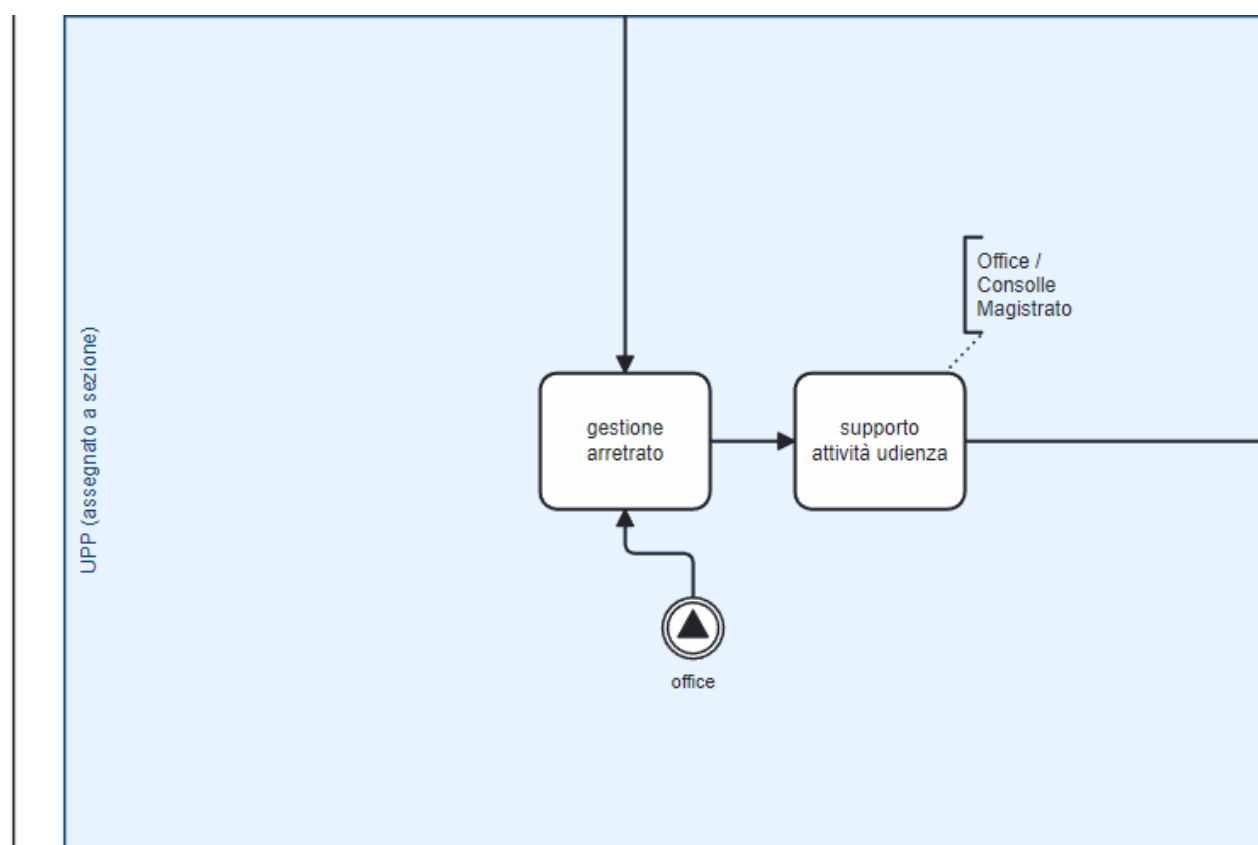 UPP (assegnato a sezione)
Office /
Consolle
Magistrato
gestione
arretrato
supporto
attività udienza
office